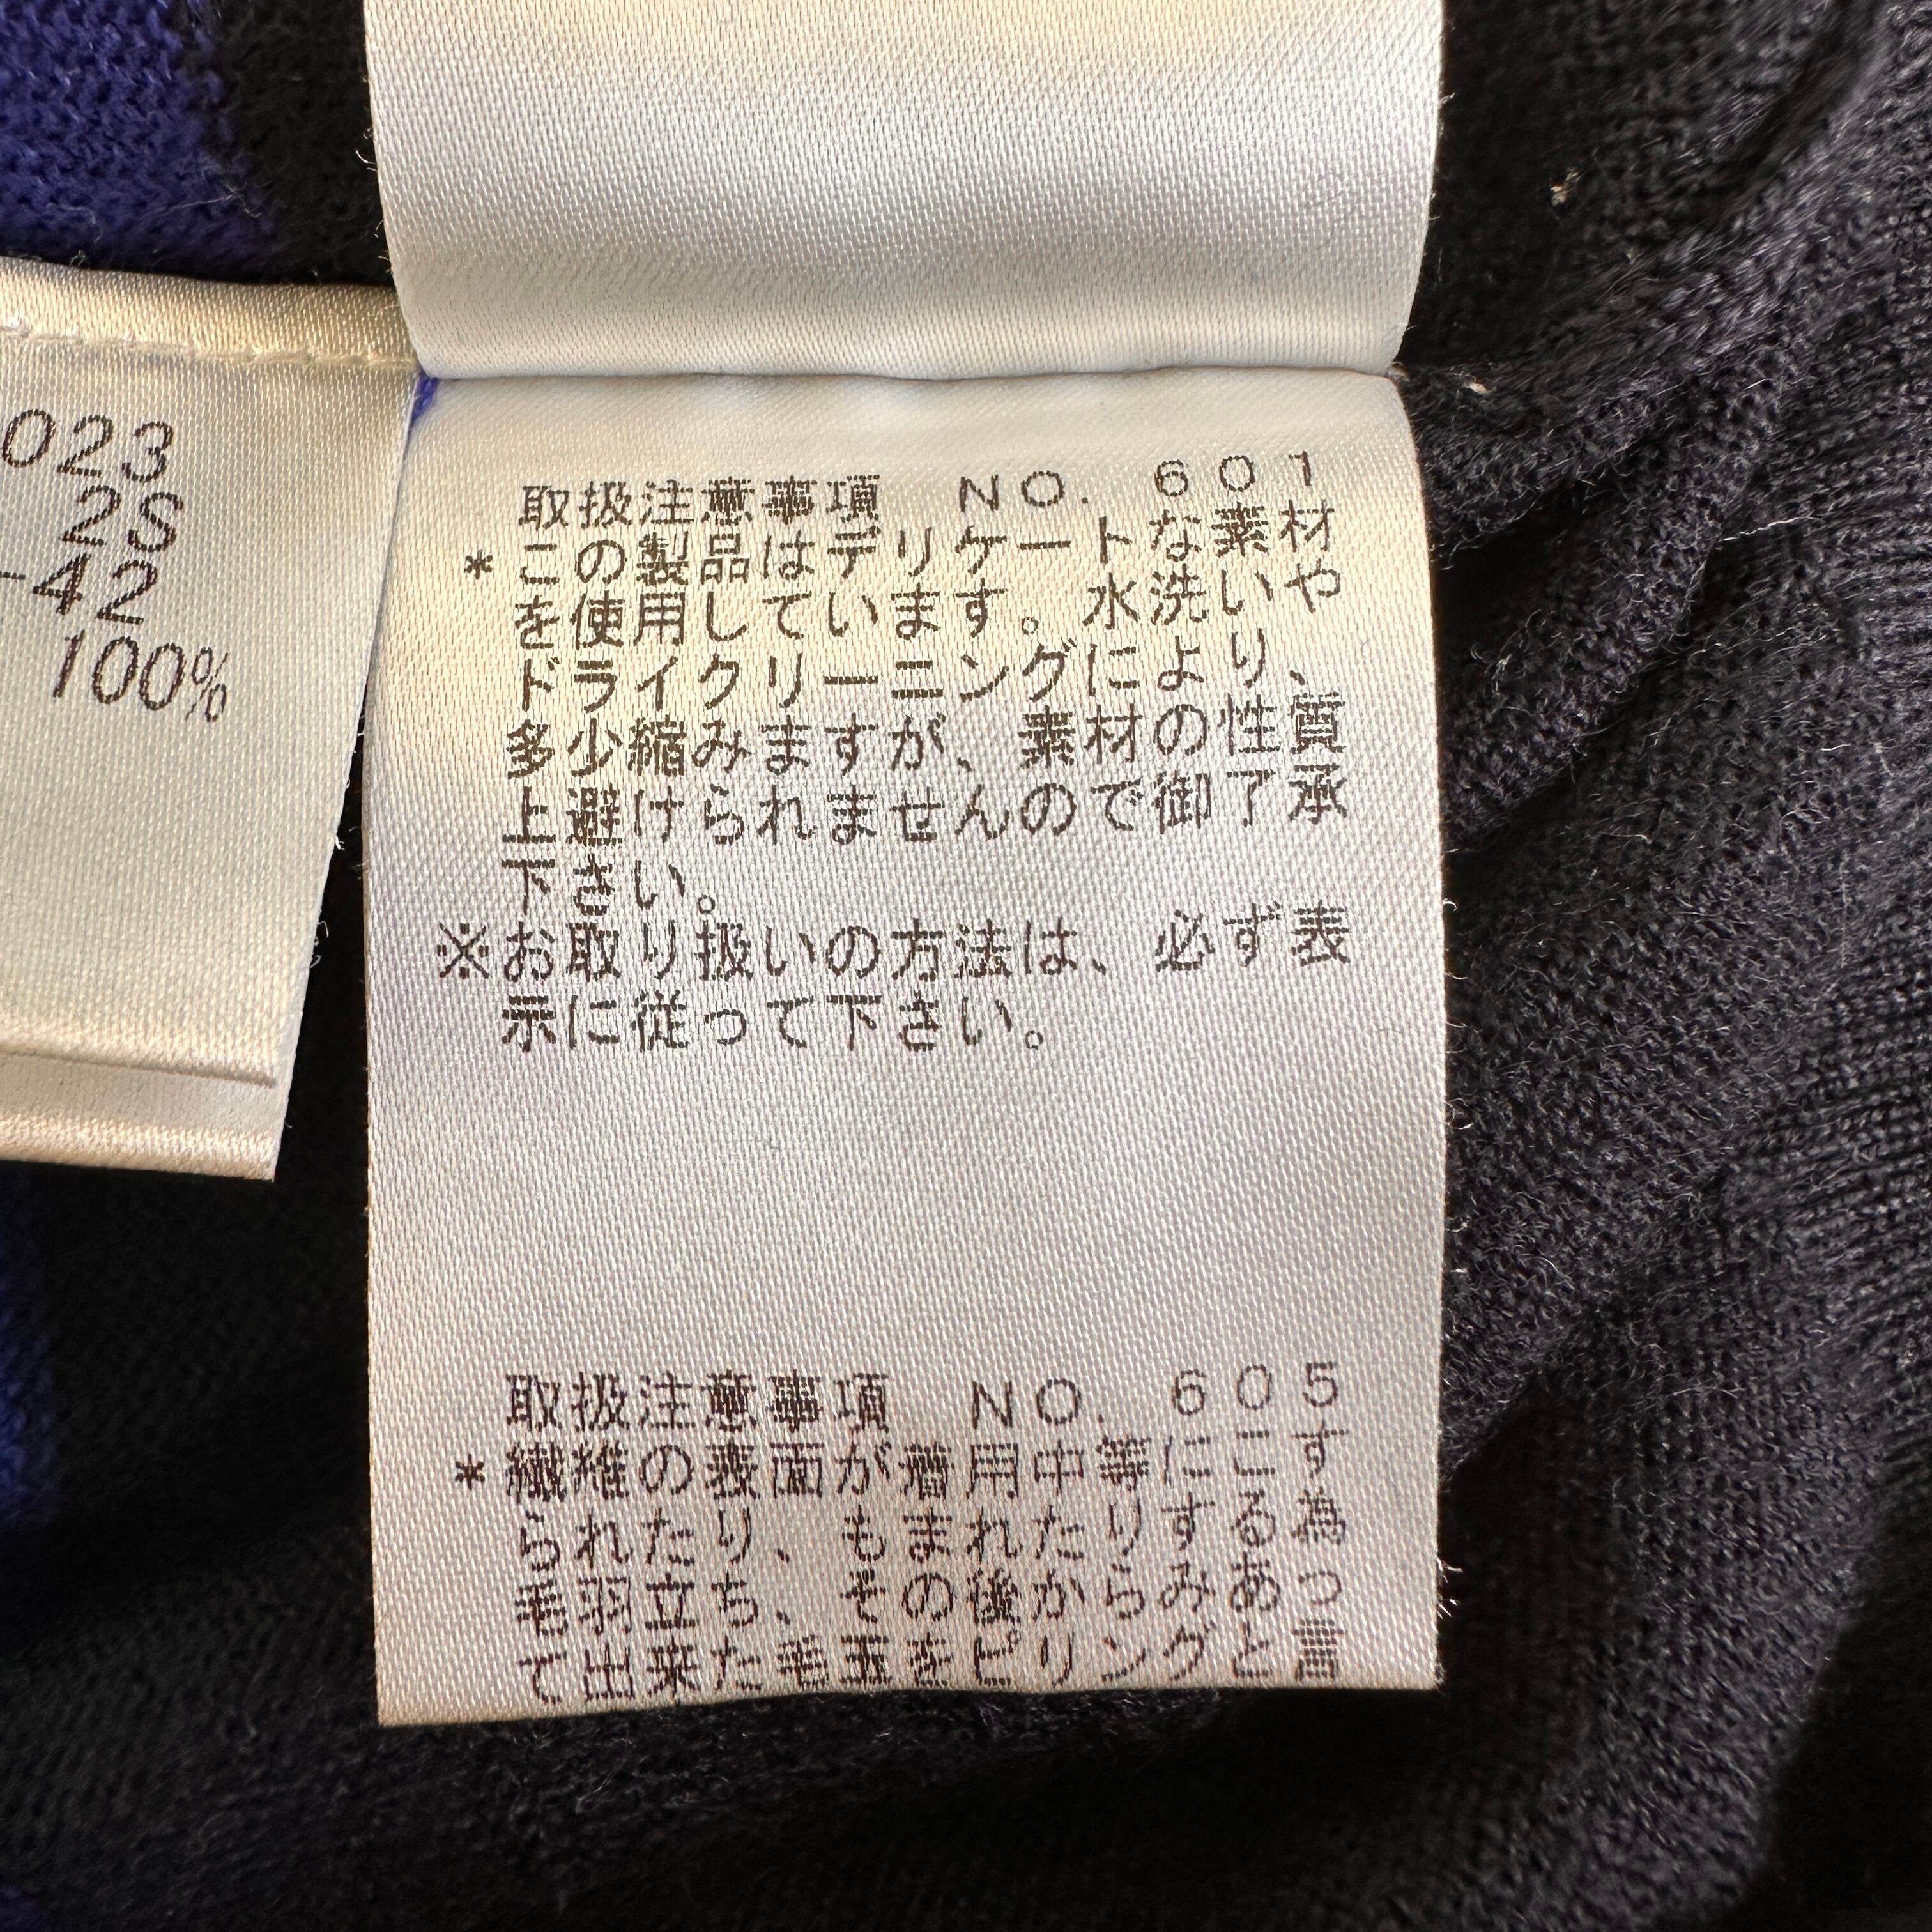 023
2S
-42
100%
取扱注意事項 NO. 601
*この製品はデリケートな素材
を使用しています。水洗いや
ドライクリーニングにより、
多少縮みますが、素材の性質
上避けられませんので御了承
下さい。
※お取り扱いの方法は、必ず表
示に従って下さい。
取扱注意事項 NO. 605
*繊維の表面が着用中等にこす
られたり、もまれたりする為
毛羽立ち、その後からみあっ
て出来た毛玉をピリングと言